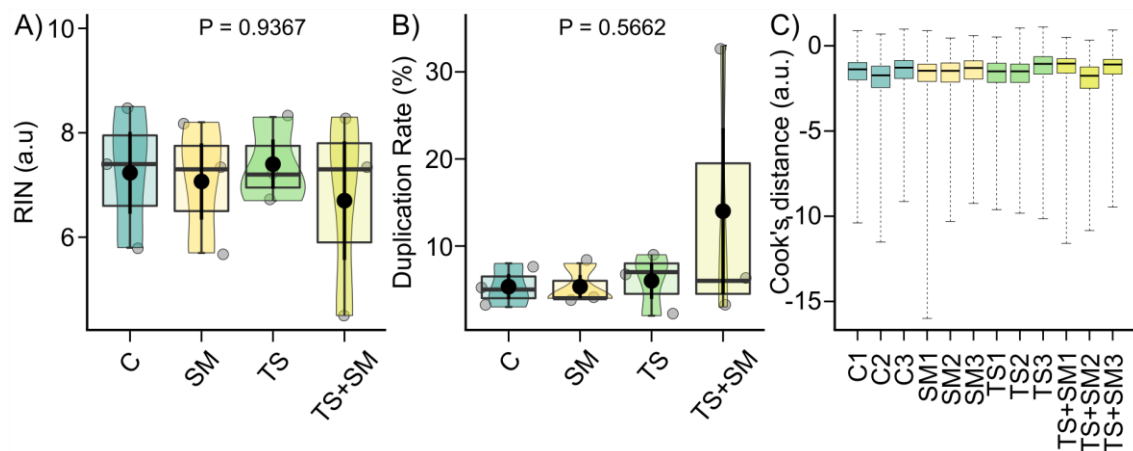 A)
P = 0.9367
RIN (a.u)
10
8
6
C
SM
TS
TS+SM
B)
P = 0.5662
Duplication Rate (%)
30
20
10
C
SM
TS
TS+SM
C)
Cook's distance (a.u.)
0
-5
-10
-15
C1
C2
C3
SM1
SM2
SM3
TS1
TS2
TS3
TS+SM1
TS+SM2
TS+SM3